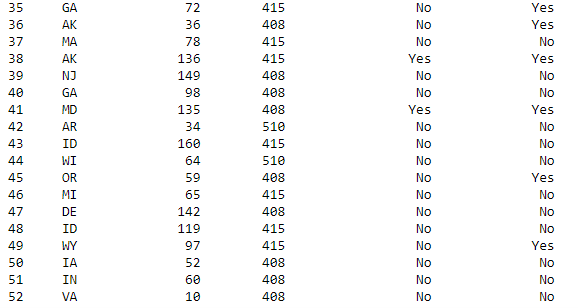 35 GA 72 415 No Yes
36 AK 36 408 No Yes
37 MA 78 415 No No
38 AK 136 415 Yes Yes
39 NJ 149 408 No No
40 GA 98 408 No No
41 MD 135 408 Yes Yes
42 AR 34 510 No No
43 ID 160 415 No No
44 WI 64 510 No No
45 OR 59 408 No Yes
46 MI 65 415 No No
47 DE 142 408 No No
48 ID 119 415 No No
49 WY 97 415 No Yes
50 IA 52 408 No No
51 IN 60 408 No No
52 VA 10 408 No No